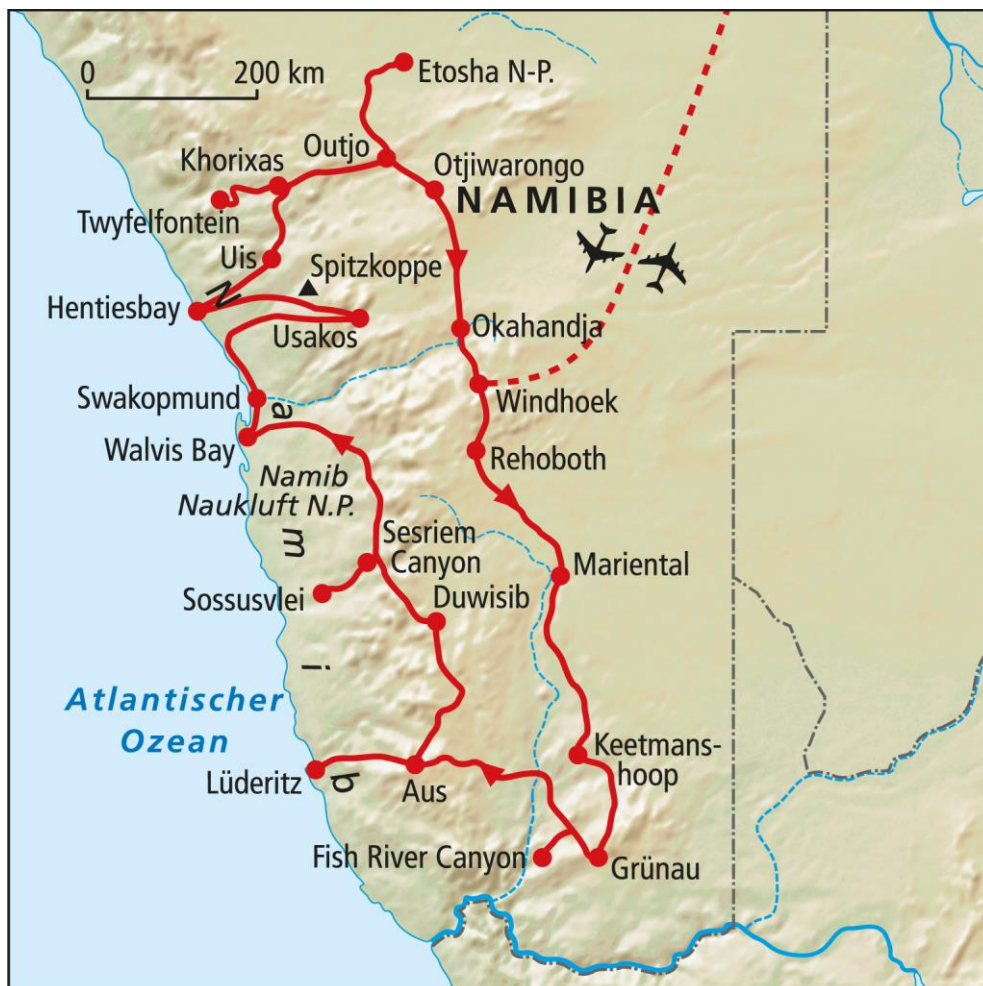 0 200 km
Etosha N-P.
Outjo
Khorixas
Otjiwarongo
NAMIBIA
Twyfelfontein
Uis
Spitzkoppe
Hentiesbay
Usakos
Okahandja
Swakopmund
Windhoek
Walvis Bay
Rehoboth
Namib
Naukluft N.P.
Sesriem
Canyon
Mariental
Sossusvlei
Duwisib
Namib
Atlantischer
Ozean
Keetmans-
hoop
Lüderitz
Aus
Fish River Canyon
Grünau